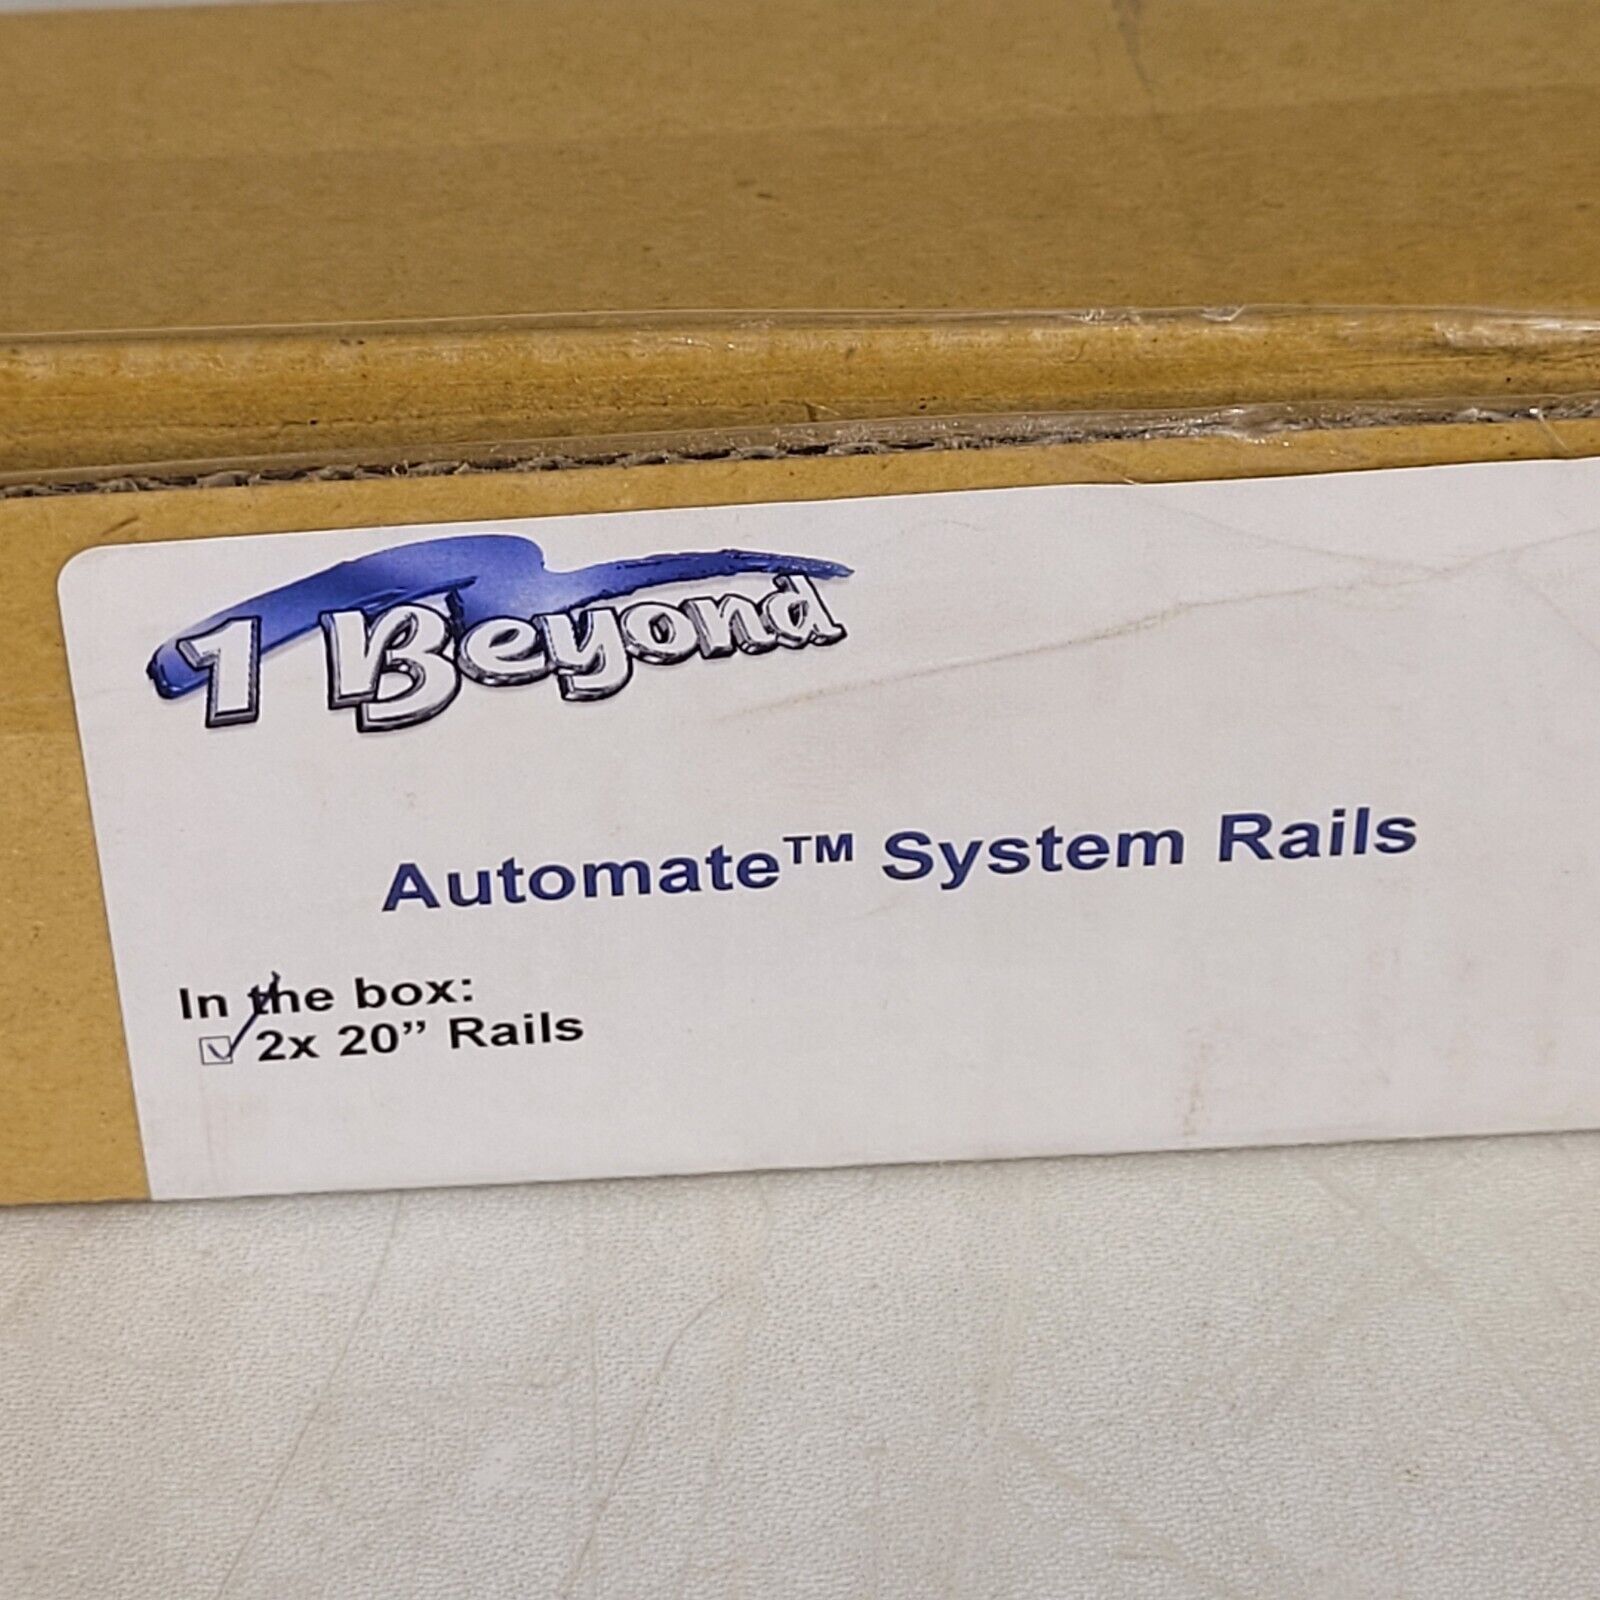 1 Beyond
Automate™ System Rails
In the box:
☑ 2x 20” Rails